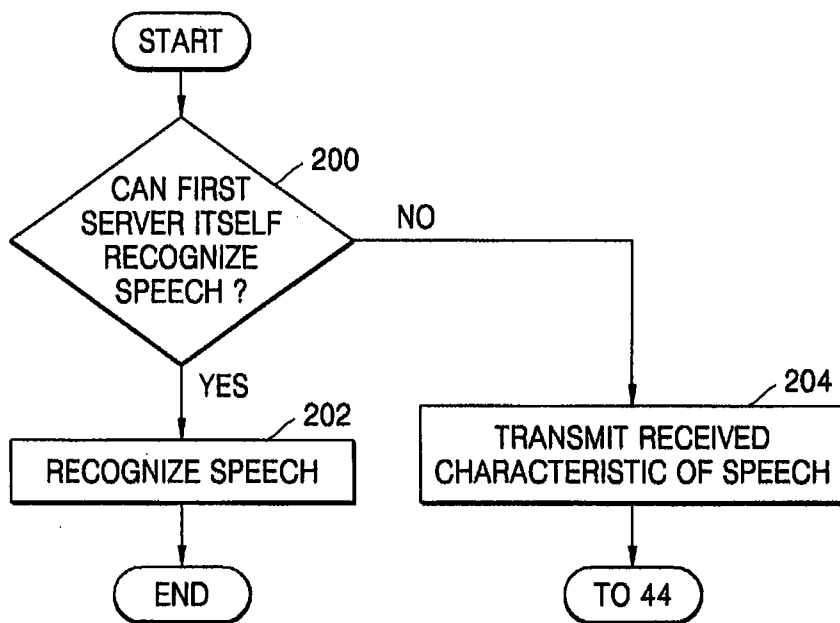 START
200
CAN FIRST
SERVER ITSELF
RECOGNIZE
SPEECH ?
NO
YES
202
RECOGNIZE SPEECH
END
204
TRANSMIT RECEIVED
CHARACTERISTIC OF SPEECH
TO 44